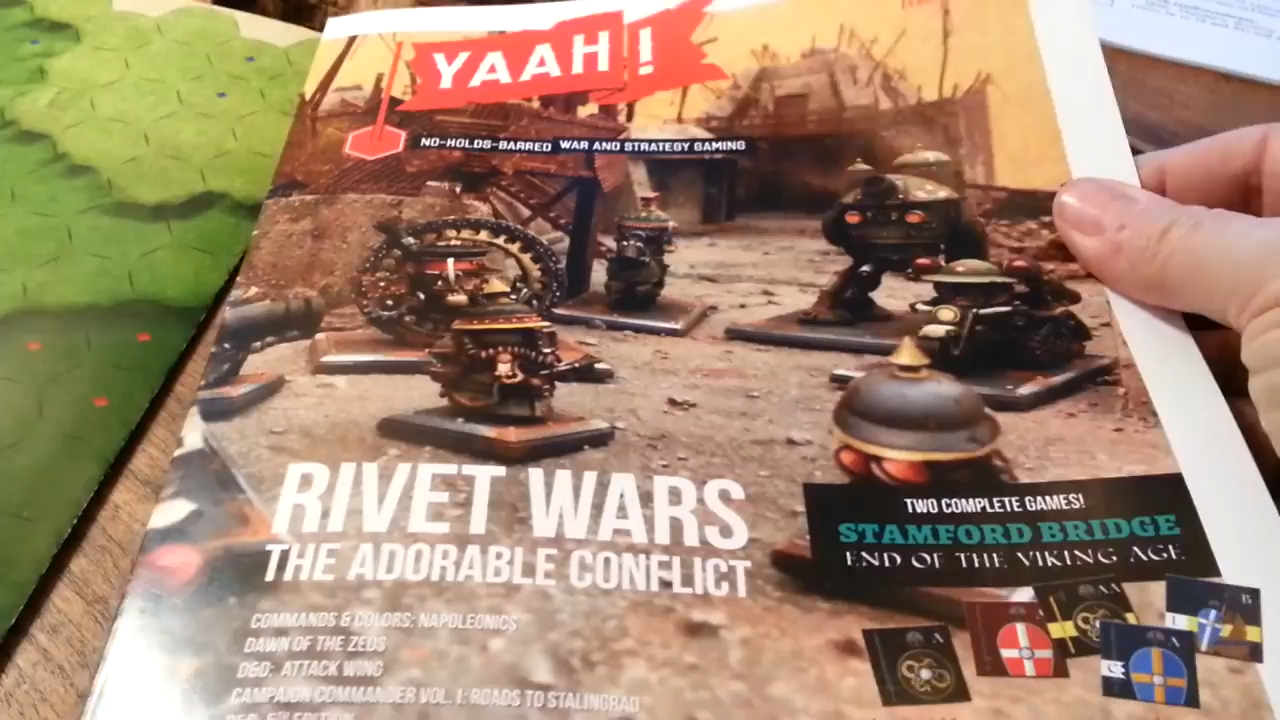 YAAH!
NO-HOLDS-BARRED WAR AND STRATEGY GAMING
RIVET WARS
THE ADORABLE CONFLICT
TWO COMPLETE GAMES!
STAMFORD BRIDGE
END OF THE VIKING AGE
COMMANDS & COLORS: NAPOLEONICS
DAWN OF THE ZEDS
D&D: ATTACK WING
CAMPAIGN COMMANDER VOL. I: ROADS TO STALINGRAD
D&D: 5TH EDITION
A
A
B
A
C